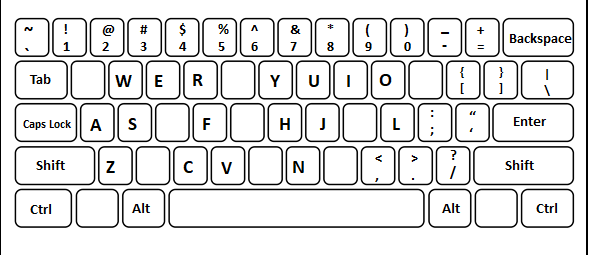 ~ ! @ # $ % ^ & * ( ) _ +
` 1 2 3 4 5 6 7 8 9 0 - = Backspace
Tab W E R Y U I O { [ } ] | \
Caps Lock A S F H J L : ; “ ‘ Enter
Shift Z C V N < , > . ? / Shift
Ctrl Alt Alt Ctrl